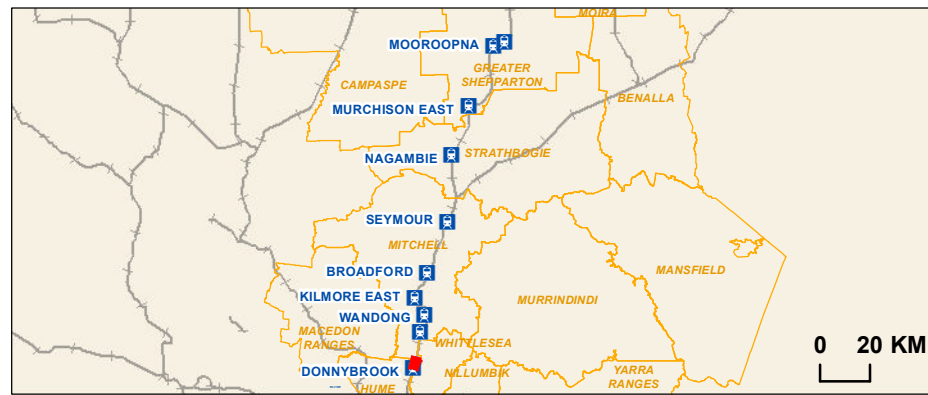 MOIRA
MOOROOPNA
GREATER
SHEPPARTON
CAMPASPE
BENALLA
MURCHISON EAST
NAGAMBIE
STRATHBOGIE
SEYMOUR
MITCHELL
BROADFORD
MANSFIELD
KILMORE EAST
MURRINDINDI
WANDONG
MACEDON
RANGES
WHITTLESEA
0 20 KM
DONNYBROOK
NILLUMBIK
YARRA
RANGES
HUME